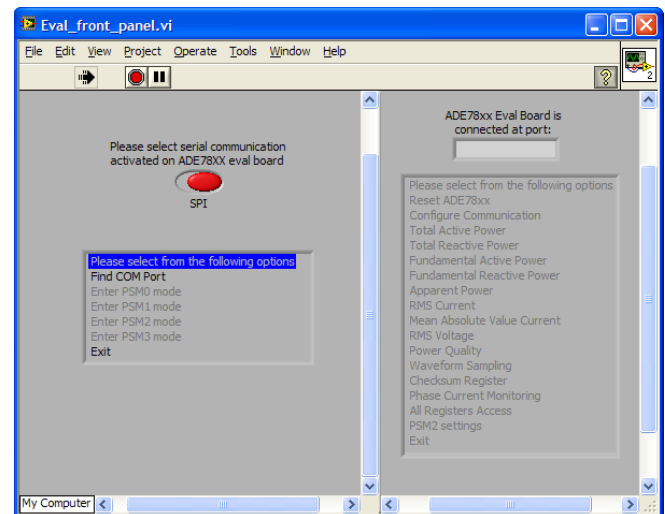 Eval_front_panel.vi
File Edit View Project Operate Tools Window Help
2
Please select serial communication
activated on ADE78XX eval board
SPI
Please select from the following options
Find COM Port
Enter PSM0 mode
Enter PSM1 mode
Enter PSM2 mode
Enter PSM3 mode
Exit
ADE78xx Eval Board is
connected at port:
Please select from the following options
Reset ADE78xx
Configure Communication
Total Active Power
Total Reactive Power
Fundamental Active Power
Fundamental Reactive Power
Apparent Power
RMS Current
Mean Absolute Value Current
RMS Voltage
Power Quality
Waveform Sampling
Checksum Register
Phase Current Monitoring
All Registers Access
PSM2 settings
Exit
My Computer